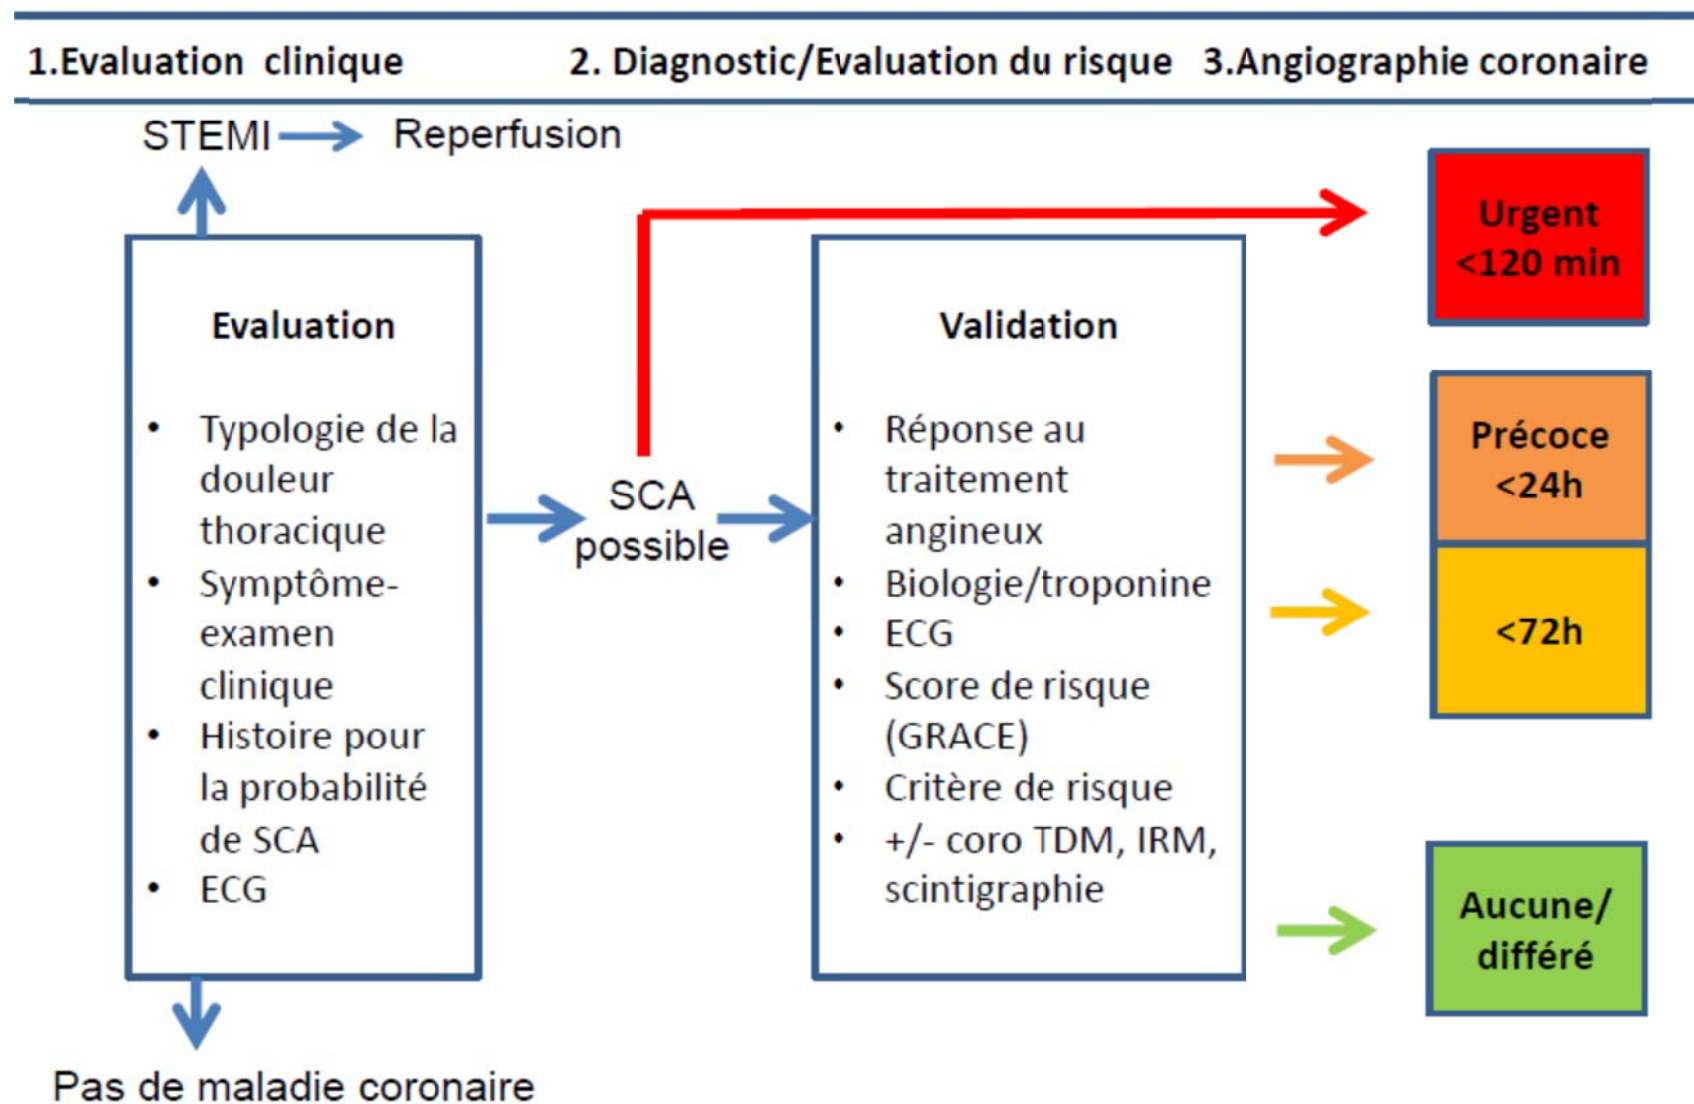 1.Evaluation clinique
2. Diagnostic/Evaluation du risque
3.Angiographie coronaire
STEMI
Reperfusion
Evaluation
• Typologie de la
douleur
thoracique
• Symptôme-
examen
clinique
• Histoire pour
la probabilité
de SCA
• ECG
Pas de maladie coronaire
SCA
possible
Validation
• Réponse au
traitement
angineux
• Biologie/troponine
• ECG
• Score de risque
(GRACE)
• Critère de risque
• +/- coro TDM, IRM,
scintigraphie
Urgent
<120 min
Précoce
<24h
<72h
Aucune/
différé